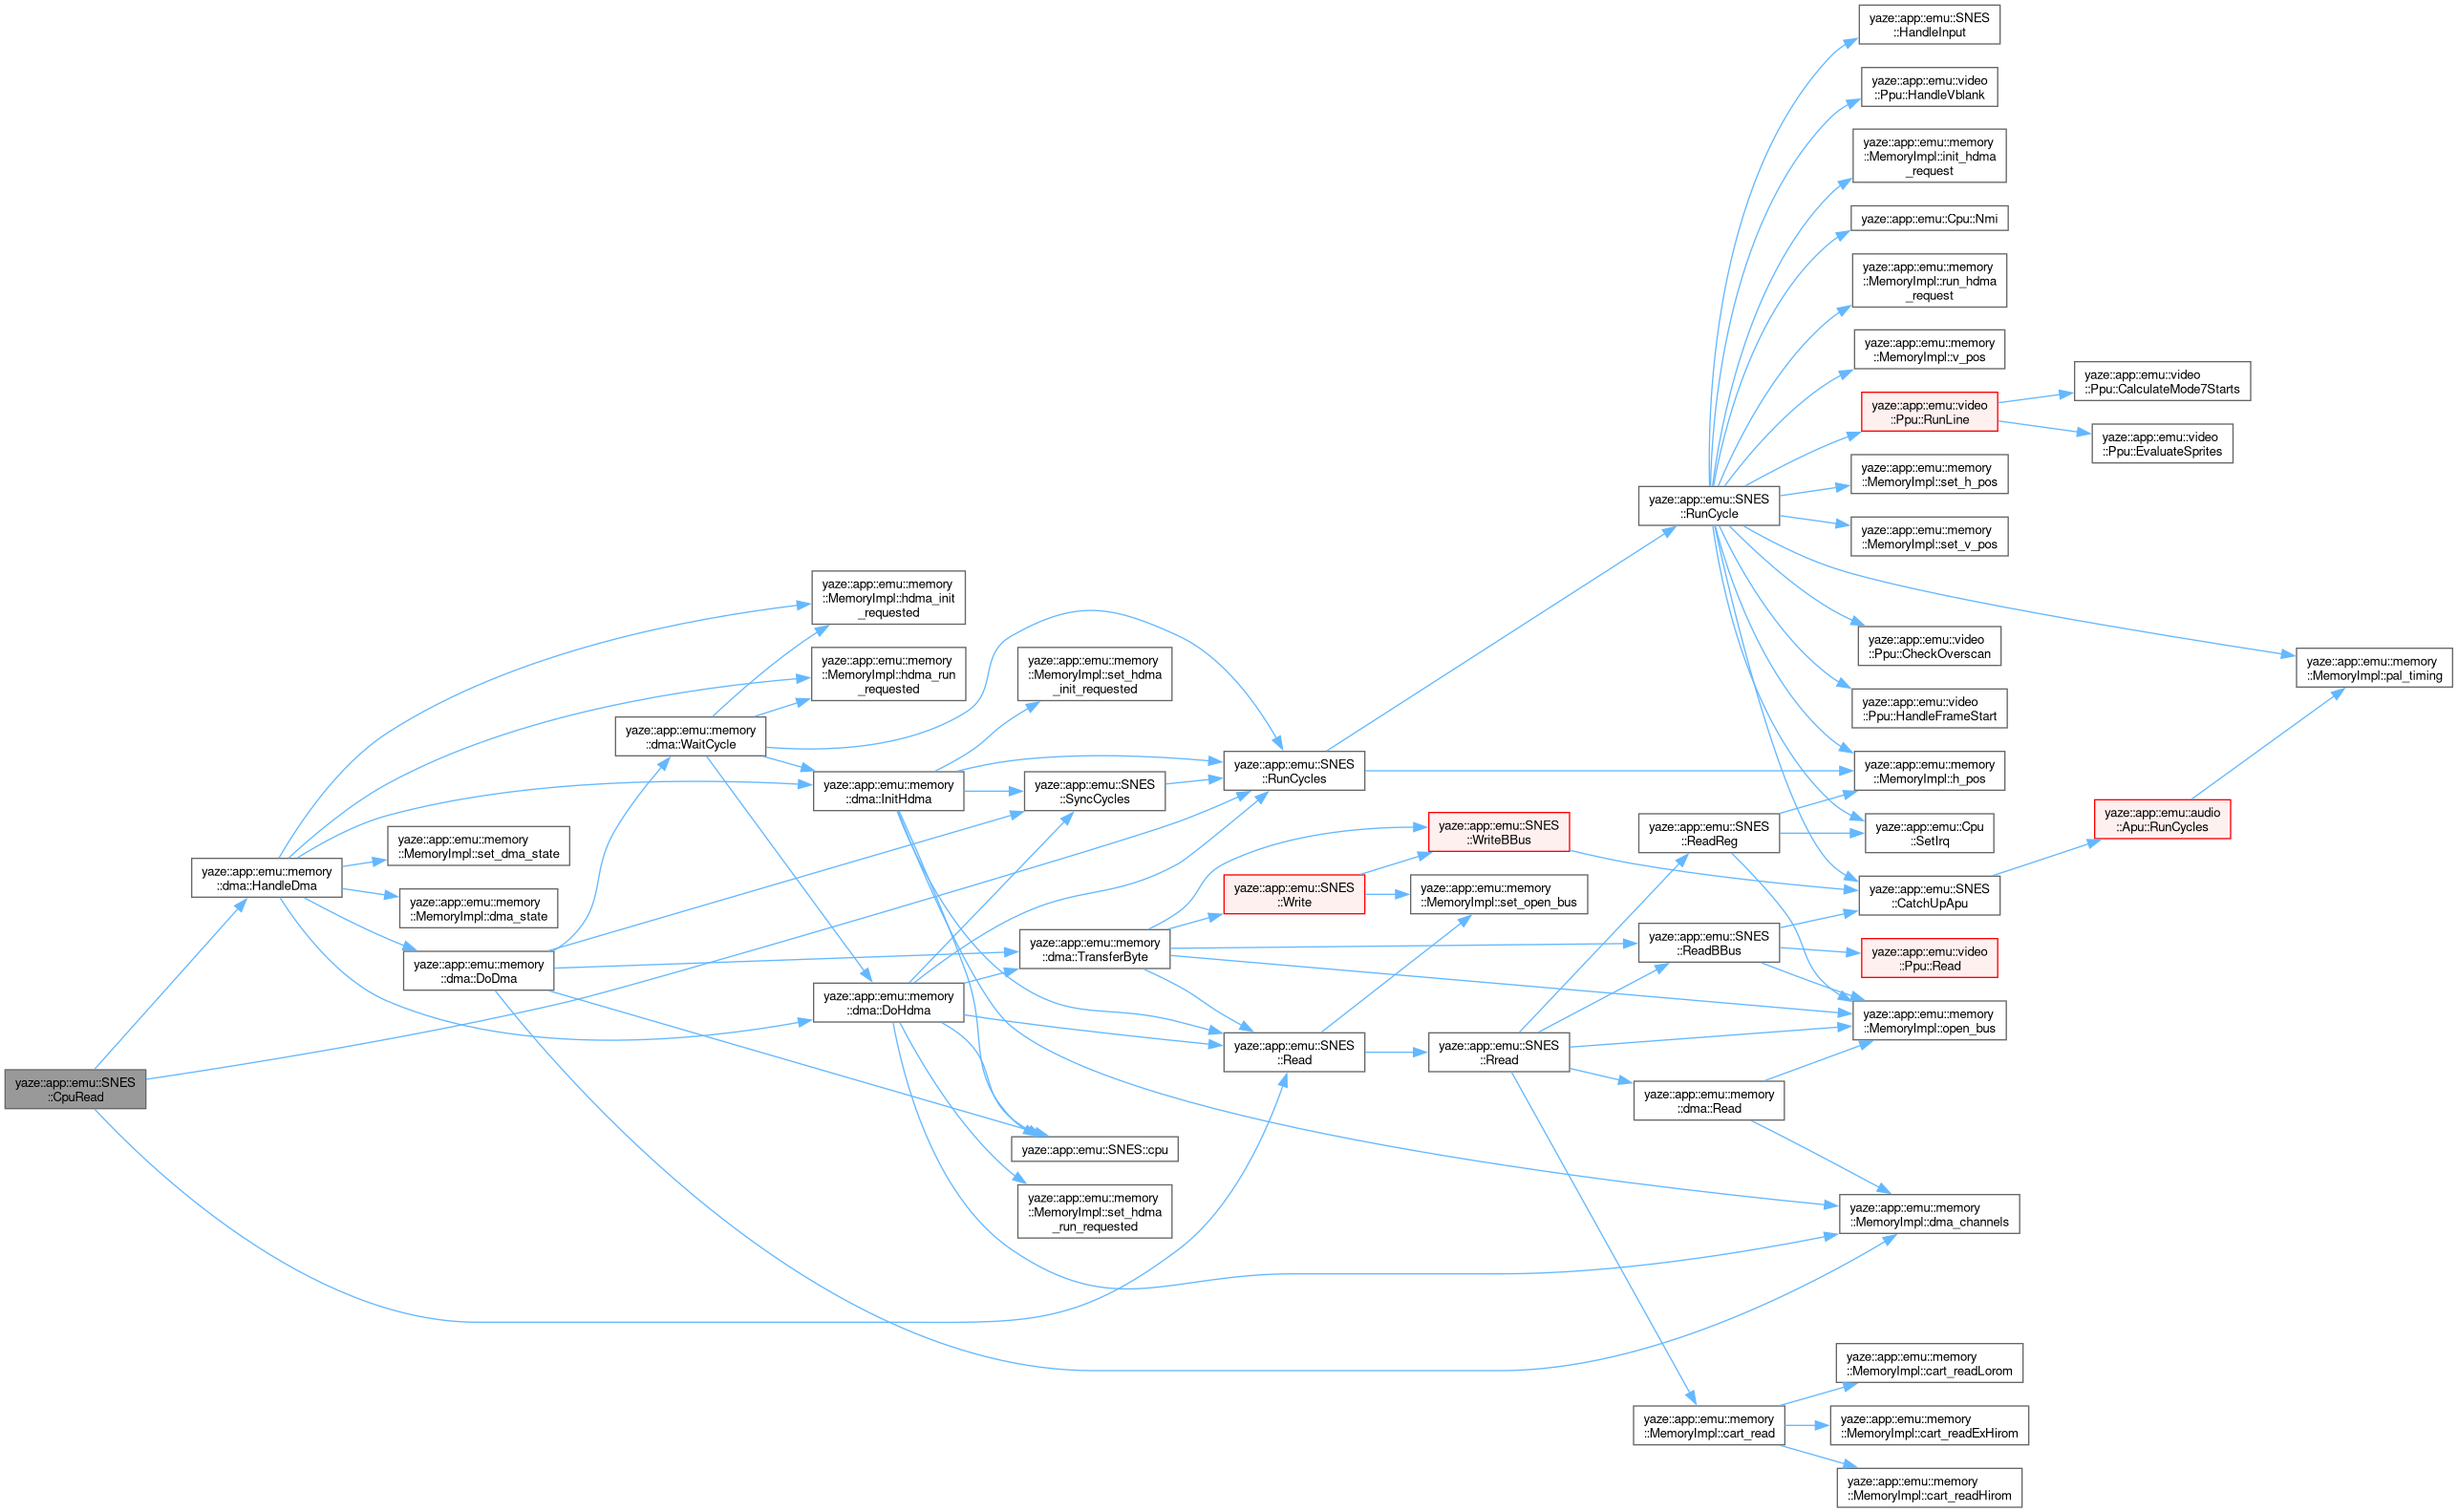 yaze::app::emu::SNES
::CpuRead
yaze::app::emu::memory
::dma::HandleDma
yaze::app::emu::memory
::MemoryImpl::set_dma_state
yaze::app::emu::memory
::MemoryImpl::dma_state
yaze::app::emu::memory
::dma::DoDma
yaze::app::emu::memory
::dma::WaitCycle
yaze::app::emu::memory
::MemoryImpl::hdma_init
_requested
yaze::app::emu::memory
::MemoryImpl::hdma_run
_requested
yaze::app::emu::memory
::dma::InitHdma
yaze::app::emu::memory
::dma::DoHdma
yaze::app::emu::memory
::MemoryImpl::set_hdma
_init_requested
yaze::app::emu::SNES
::SyncCycles
yaze::app::emu::memory
::dma::TransferByte
yaze::app::emu::SNES::cpu
yaze::app::emu::memory
::MemoryImpl::set_hdma
_run_requested
yaze::app::emu::SNES
::RunCycles
yaze::app::emu::SNES
::Write
yaze::app::emu::SNES
::Read
yaze::app::emu::SNES
::WriteBBus
yaze::app::emu::memory
::MemoryImpl::set_open_bus
yaze::app::emu::SNES
::Rread
yaze::app::emu::SNES
::RunCycle
yaze::app::emu::SNES
::ReadReg
yaze::app::emu::SNES
::ReadBBus
yaze::app::emu::memory
::dma::Read
yaze::app::emu::memory
::MemoryImpl::cart_read
yaze::app::emu::SNES
::HandleInput
yaze::app::emu::video
::Ppu::HandleVblank
yaze::app::emu::memory
::MemoryImpl::init_hdma
_request
yaze::app::emu::Cpu::Nmi
yaze::app::emu::memory
::MemoryImpl::run_hdma
_request
yaze::app::emu::memory
::MemoryImpl::v_pos
yaze::app::emu::video
::Ppu::RunLine
yaze::app::emu::memory
::MemoryImpl::set_h_pos
yaze::app::emu::memory
::MemoryImpl::set_v_pos
yaze::app::emu::video
::Ppu::CheckOverscan
yaze::app::emu::video
::Ppu::HandleFrameStart
yaze::app::emu::memory
::MemoryImpl::h_pos
yaze::app::emu::Cpu
::SetIrq
yaze::app::emu::SNES
::CatchUpApu
yaze::app::emu::video
::Ppu::Read
yaze::app::emu::memory
::MemoryImpl::open_bus
yaze::app::emu::memory
::MemoryImpl::dma_channels
yaze::app::emu::memory
::MemoryImpl::cart_readLorom
yaze::app::emu::memory
::MemoryImpl::cart_readExHirom
yaze::app::emu::memory
::MemoryImpl::cart_readHirom
yaze::app::emu::video
::Ppu::CalculateMode7Starts
yaze::app::emu::video
::Ppu::EvaluateSprites
yaze::app::emu::audio
::Apu::RunCycles
yaze::app::emu::memory
::MemoryImpl::pal_timing